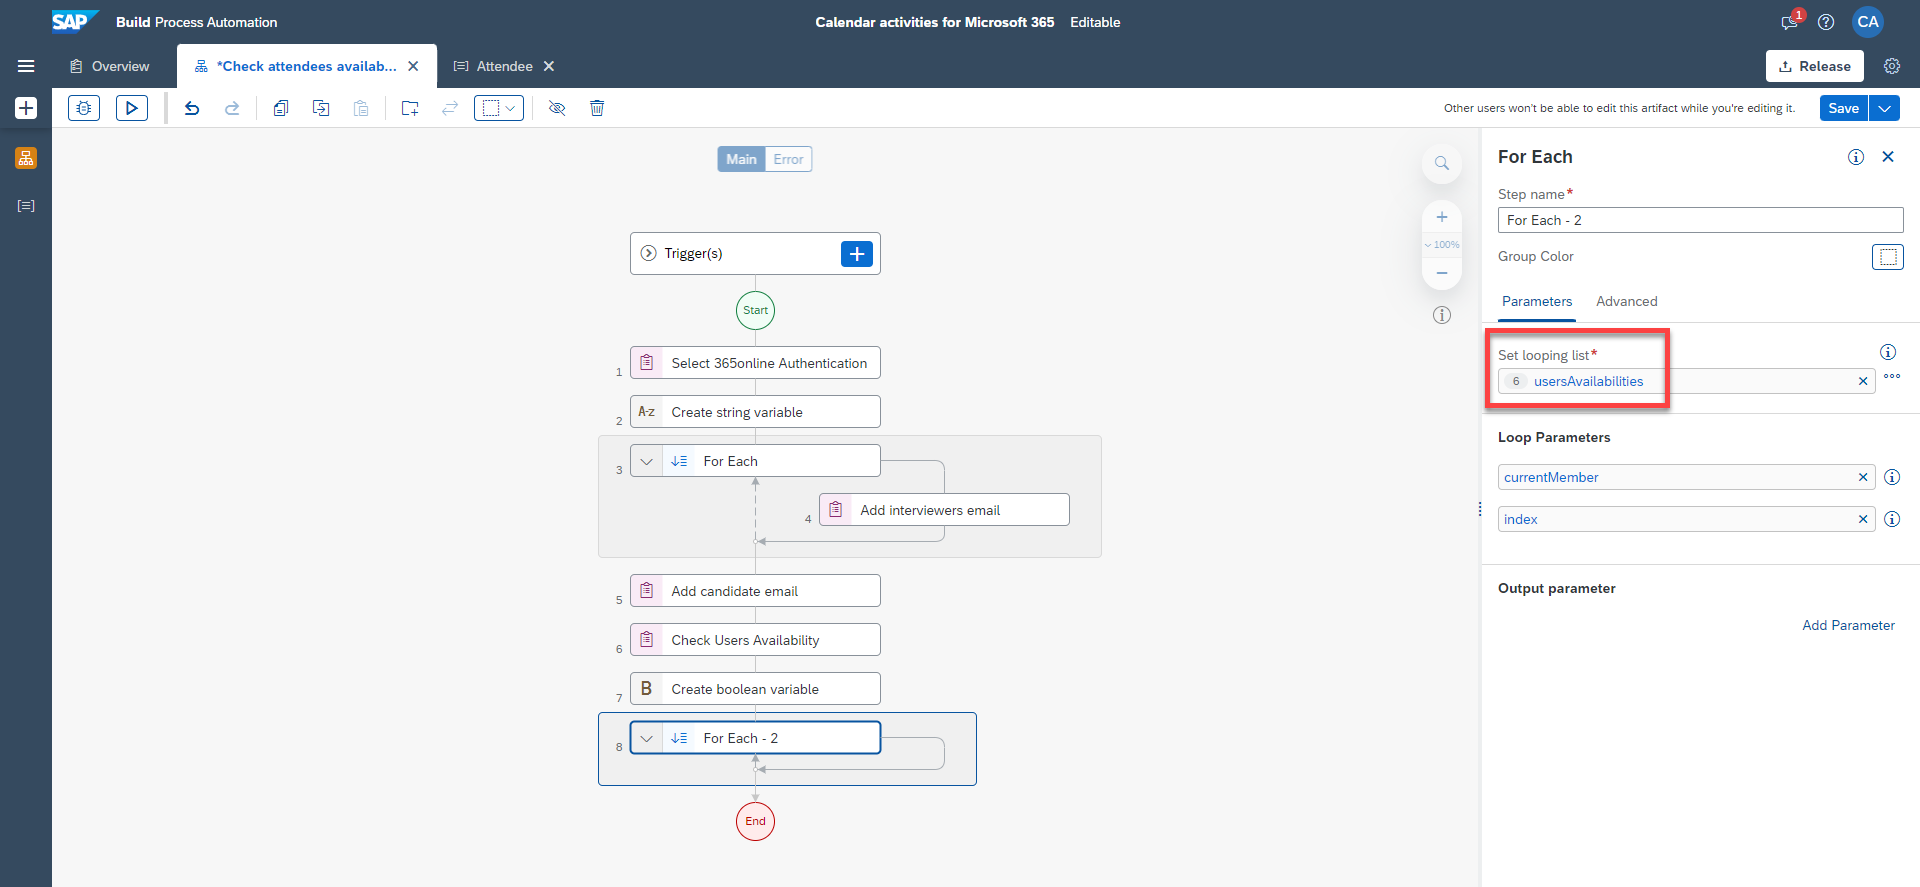 SAP Build Process Automation
Calendar activities for Microsoft 365 Editable
1
CA
Overview
*Check attendees availab...
Attendee
Release
Other users won't be able to edit this artifact while you're editing it.
Save
Main
Error
100%
Trigger(s)
Start
1 Select 365online Authentication
2 A-z Create string variable
3 For Each
4 Add interviewers email
5 Add candidate email
6 Check Users Availability
7 B Create boolean variable
8 For Each - 2
End
For Each
Step name*
For Each - 2
Group Color
Parameters
Advanced
Set looping list*
6 usersAvailabilities
Loop Parameters
currentMember
index
Output parameter
Add Parameter